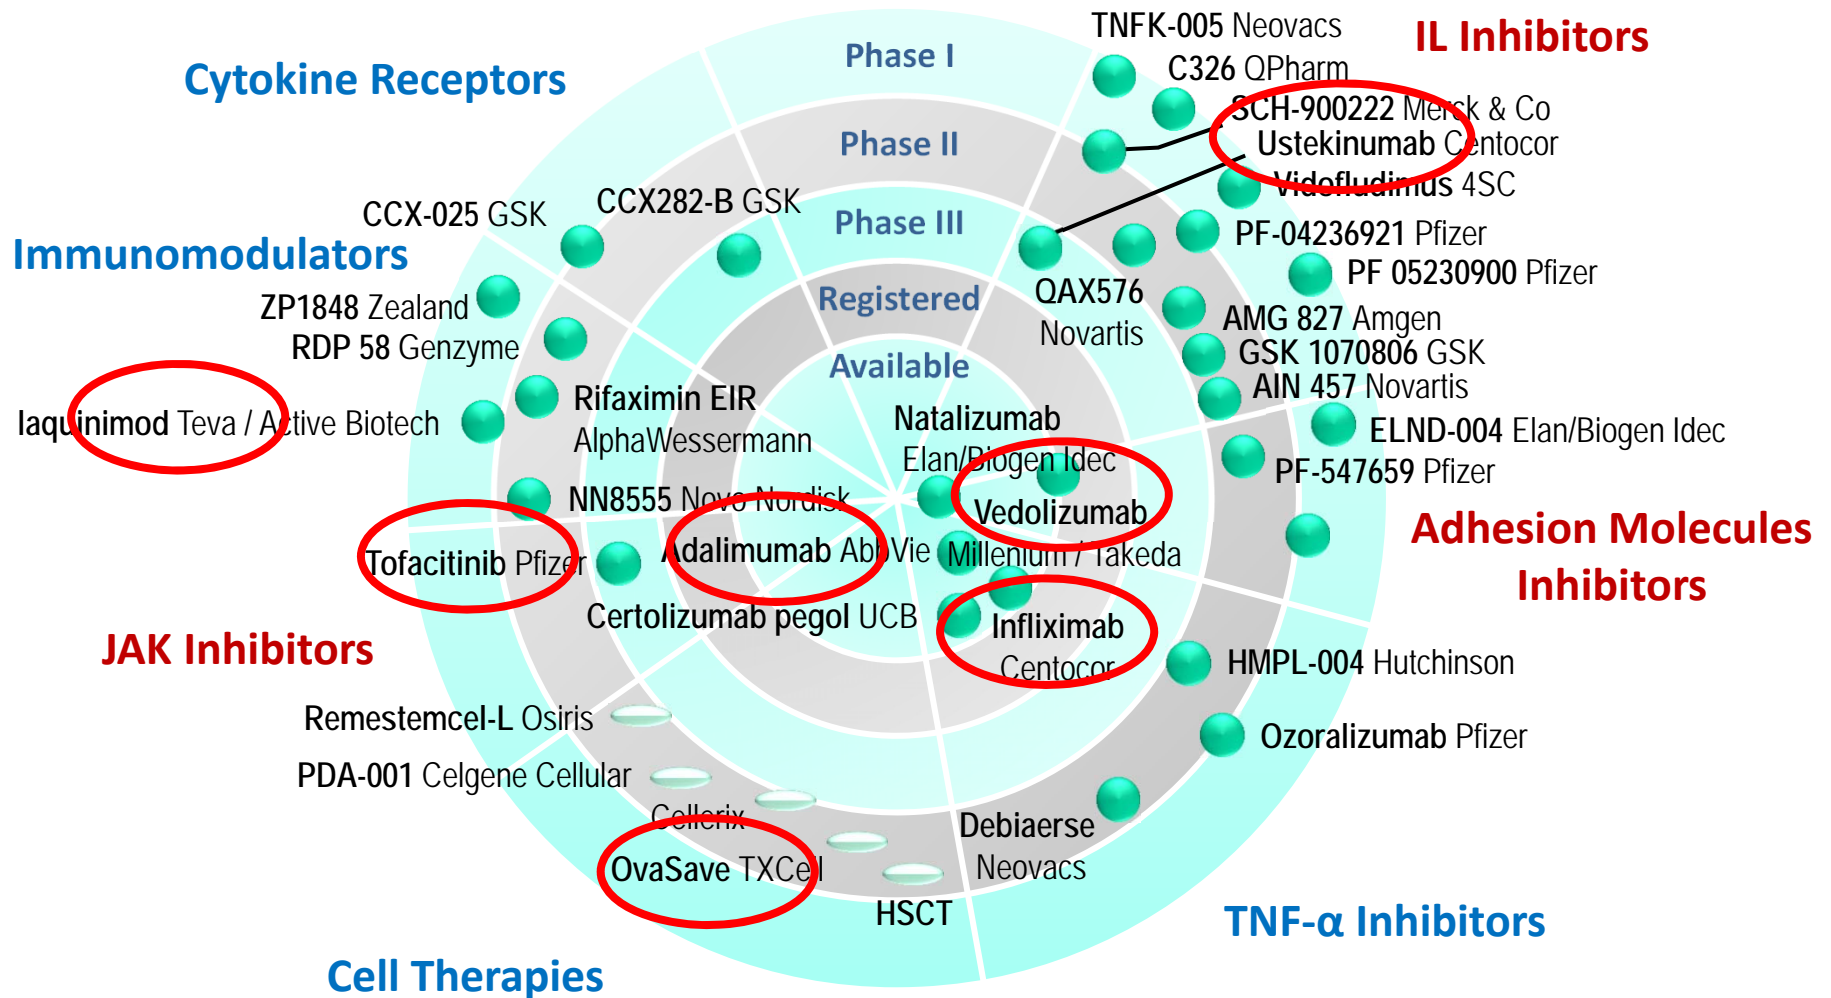 TNFK-005 Neovacs
IL Inhibitors
Phase I
C326 QPharm
Cytokine Receptors
SCH-900222 Merck & Co
Phase II
Ustekinumab Centocor
Vidofludimus 4SC
CCX-025 GSK
CCX282-B GSK
Phase III
PF-04236921 Pfizer
Immunomodulators
PF 05230900 Pfizer
ZP1848 Zealand
Registered
QAX576
Novartis
AMG 827 Amgen
RDP 58 Genzyme
GSK 1070806 GSK
Available
AIN 457 Novartis
Rifaximin EIR
AlphaWessermann
Natalizumab
Elan/Biogen Idec
laquinimod Teva / Active Biotech
ELND-004 Elan/Biogen Idec
PF-547659 Pfizer
NN8555 Novo Nordisk
Vedolizumab
Millenium / Takeda
Adhesion Molecules
Inhibitors
Tofacitinib Pfizer
Adalimumab AbbVie
Certolizumab pegol UCB
Infliximab
Centocor
JAK Inhibitors
HMPL-004 Hutchinson
Remestemcel-L Osiris
Ozoralizumab Pfizer
PDA-001 Celgene Cellular
Cellerix
Debiaerse
Neovacs
OvaSave TXCell
HSCT
TNF-α Inhibitors
Cell Therapies